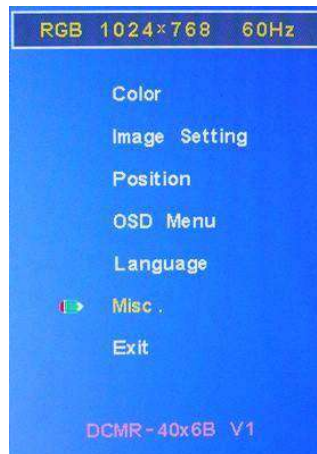 RGB 1024×768 60Hz
Color
Image Setting
Position
OSD Menu
Language
Misc.
Exit
DCMR-40x6B V1